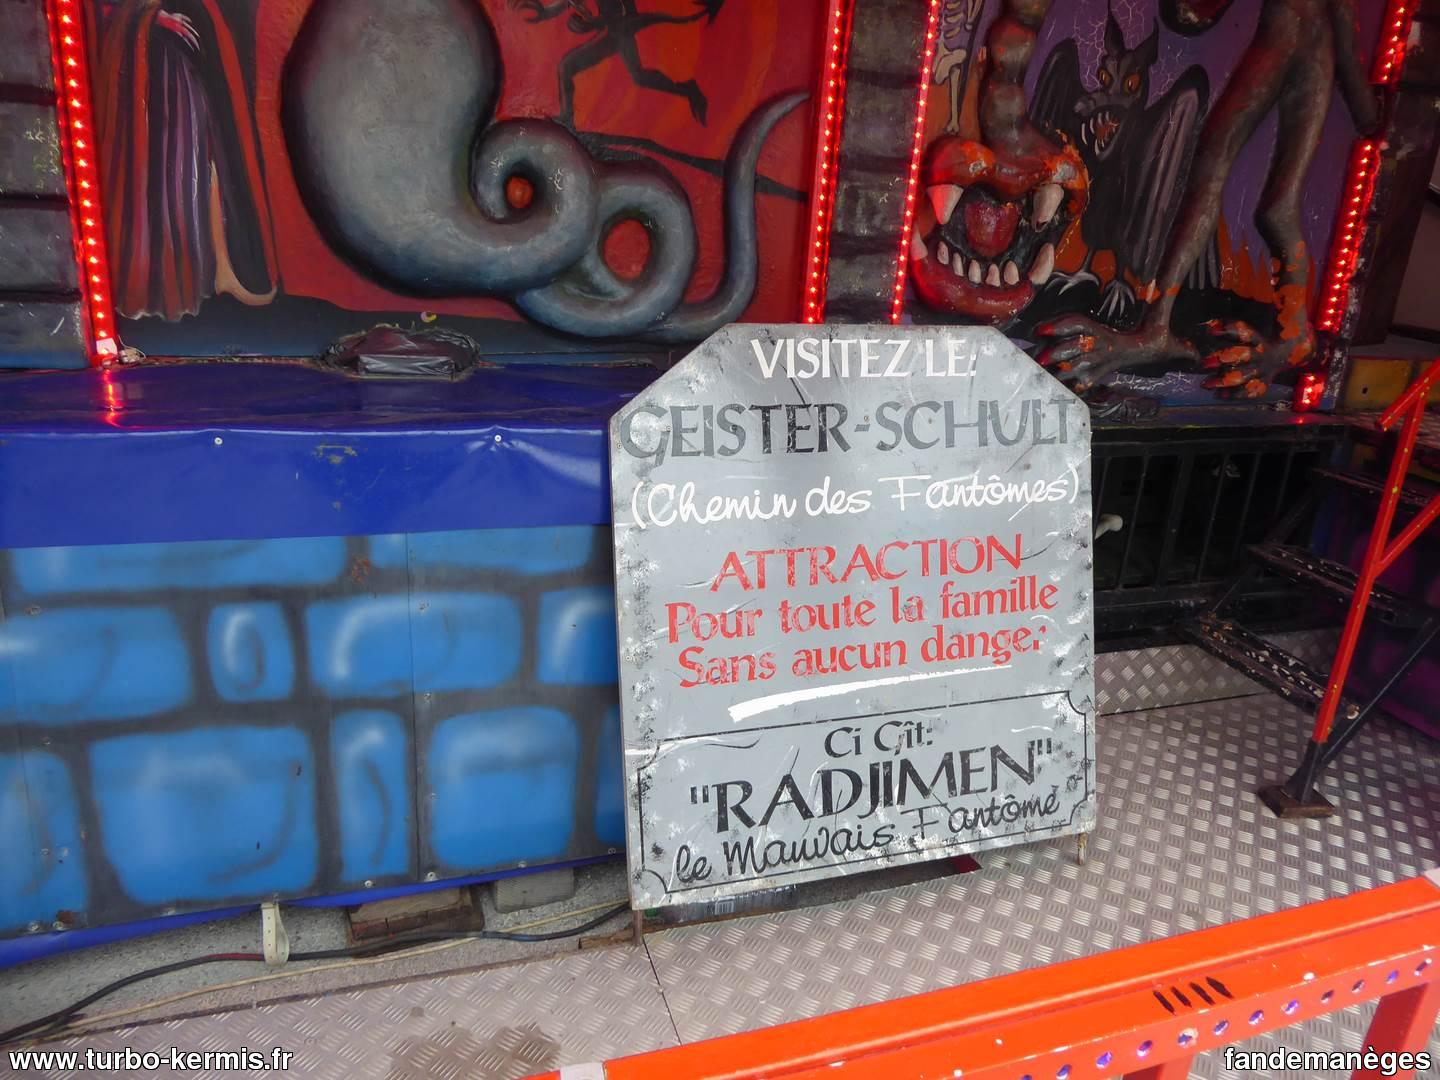 VISITEZ LE:
GEISTER-SCHULT
(Chemin des Fantômes)
ATTRACTION
Pour toute la famille
Sans aucun danger
Ci Gît:
"RADJIMEN"
le Mauvais Fantôme
www.turbo-kermis.fr
fandemanèges